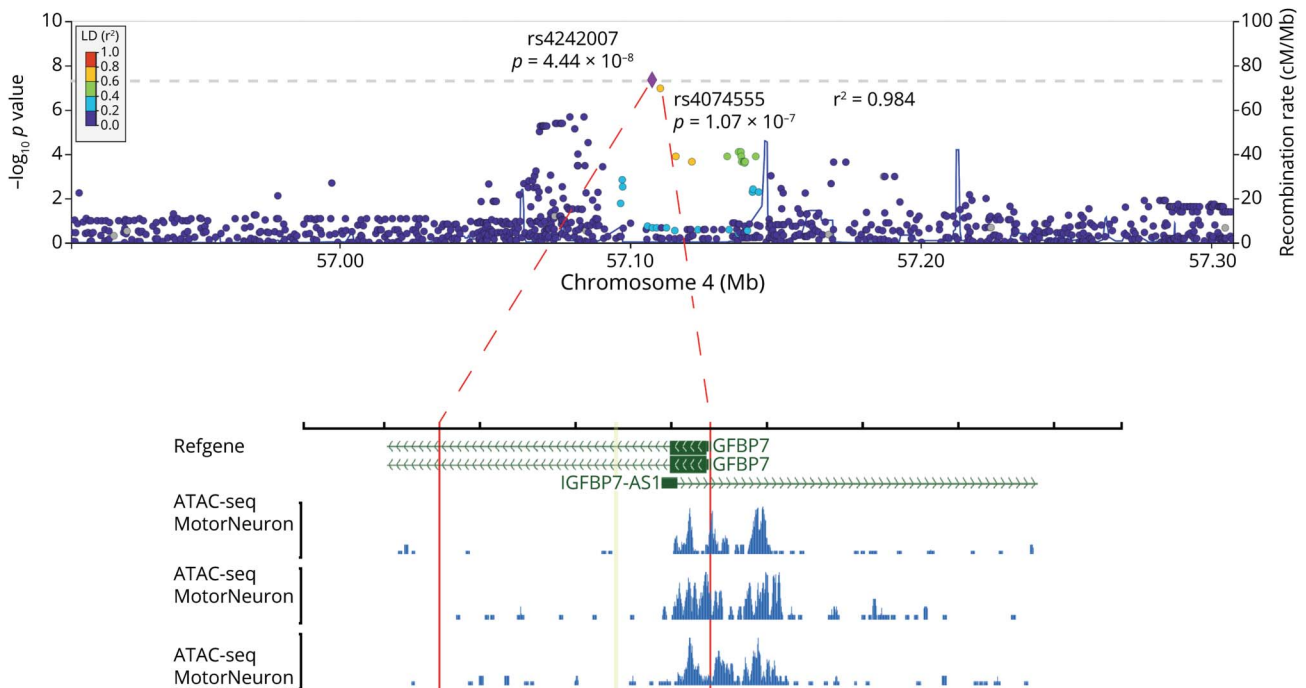 10
8
6
4
2
0
–log10 p value
LD (r²)
1.0
0.8
0.6
0.4
0.2
0.0
rs4242007
p = 4.44 × 10⁻⁸
rs4074555
p = 1.07 × 10⁻⁷
r² = 0.984
100
80
60
40
20
0
Recombination rate (cM/Mb)
57.00
57.10
57.20
57.30
Chromosome 4 (Mb)
Refgene
GFBP7
GFBP7
IGFBP7-AS1
ATAC-seq
MotorNeuron
ATAC-seq
MotorNeuron
ATAC-seq
MotorNeuron